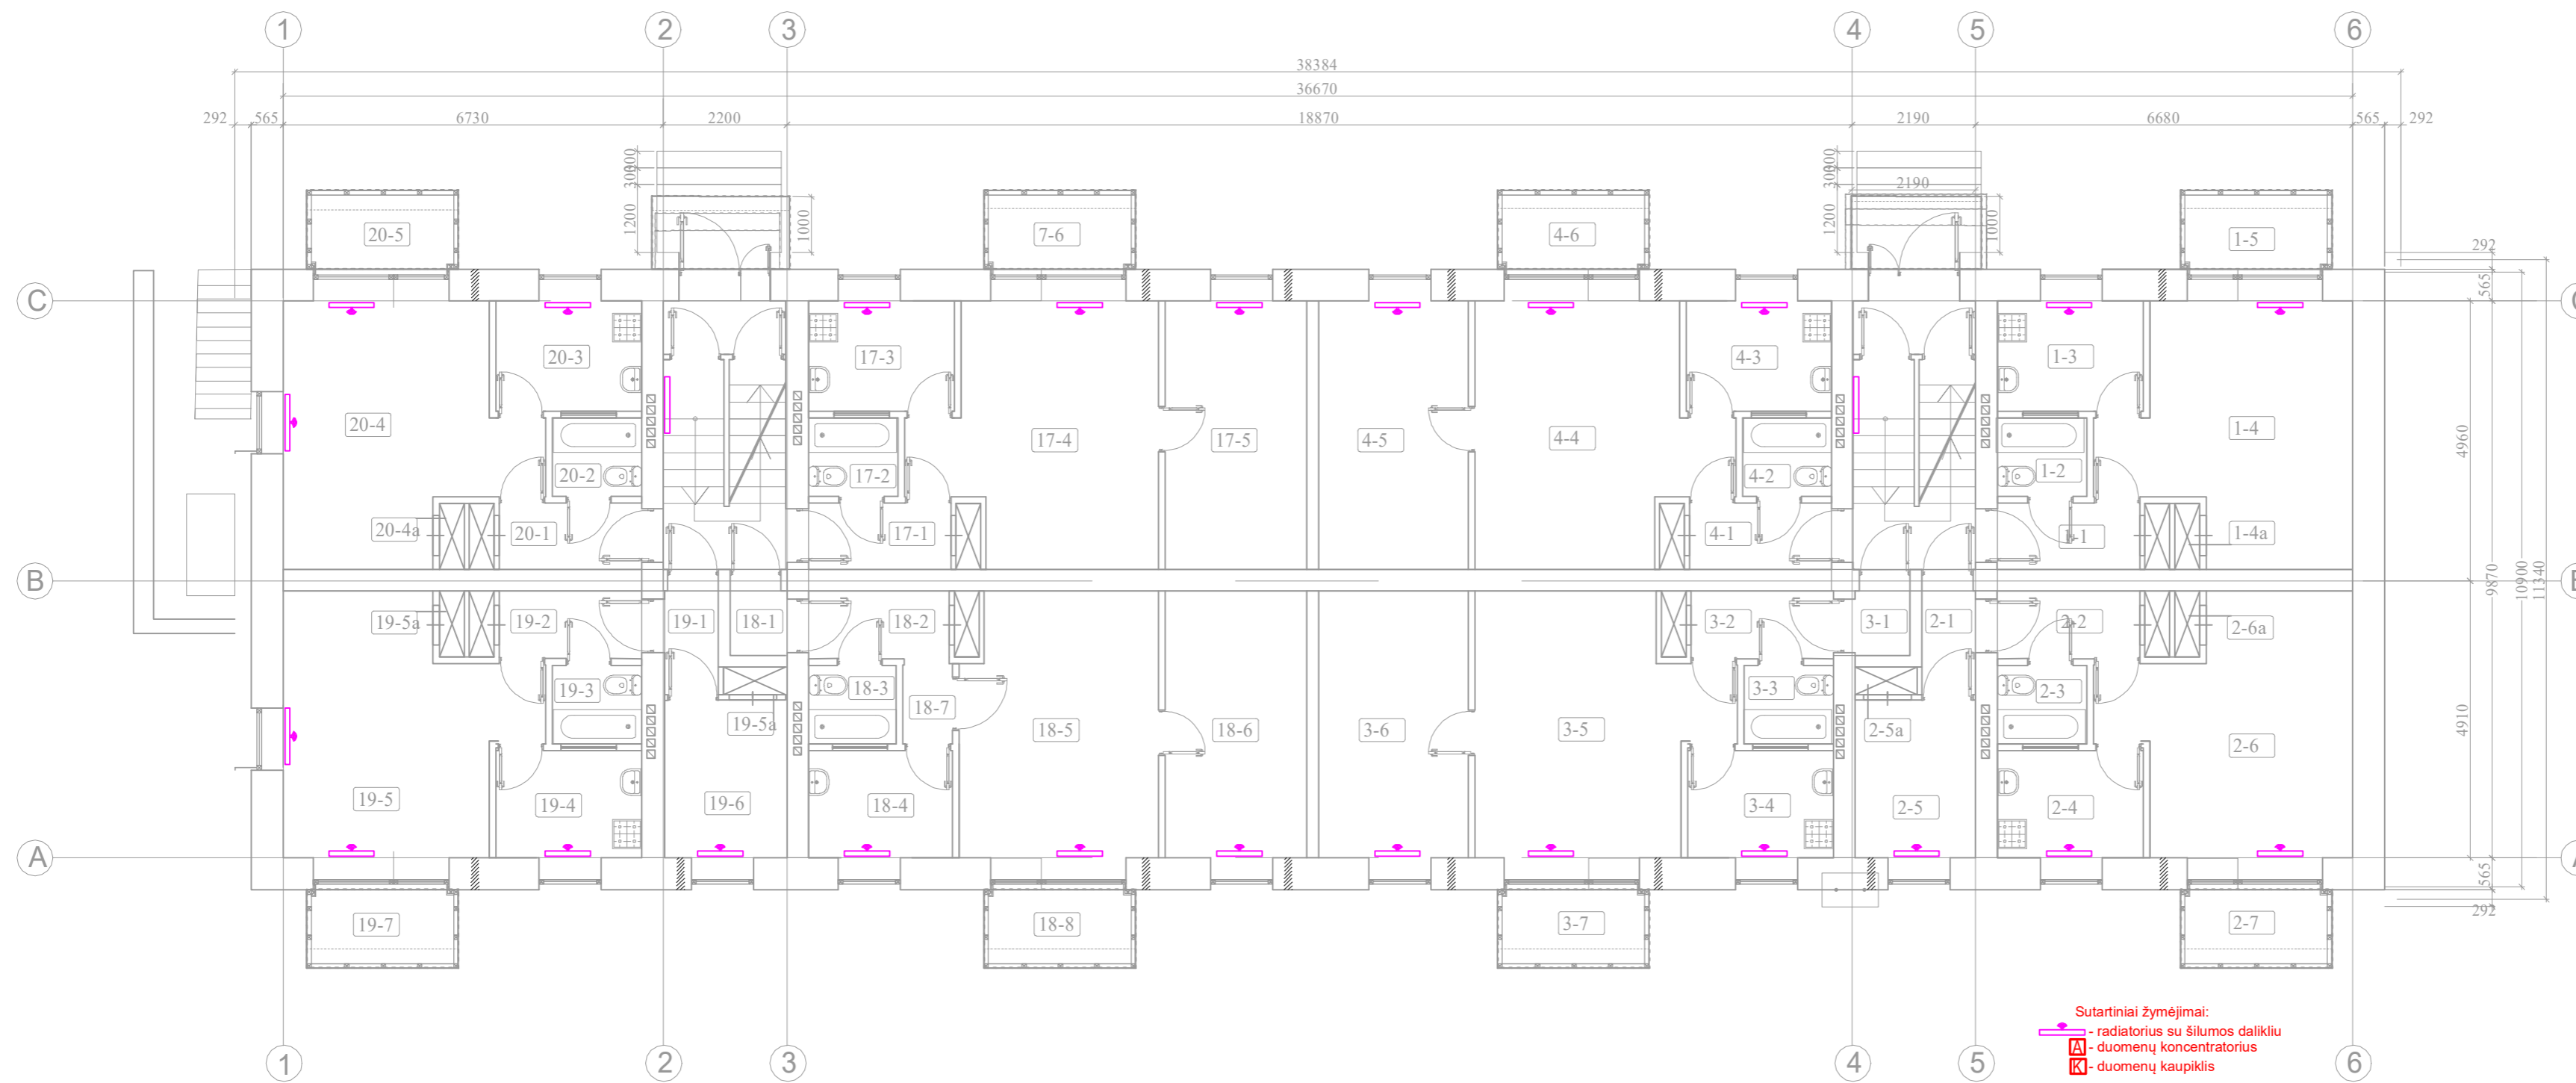 1 2 3 4 5 6
38384
36670
292 565 6730 2200 18870 2190 6680 565 292
1200 1000 1200 2190 1000
20-5 7-6 4-6 1-5
292
565
C
20-3 17-3 4-3 1-3
20-4 17-4 17-5 4-5 4-4 1-4
4960
20-2 17-2 4-2 1-2
20-4a 20-1 17-1 4-1 1-4a
B
9870 10900 11340
19-5a 19-2 19-1 18-1 18-2 3-2 3-1 2-1 2-2 2-6a
19-3 18-3 3-3 2-3
18-7
19-5a 18-5 18-6 3-6 3-5 2-5a 2-6
4910
19-5 19-4 19-6 18-4 3-4 2-5 2-4
A
565
292
19-7 18-8 3-7 2-7
Sutartiniai žymėjimai:
- radiatorius su šilumos dalikliu
A - duomenų koncentratorius
K - duomenų kaupiklis
1 2 3 4 5 6